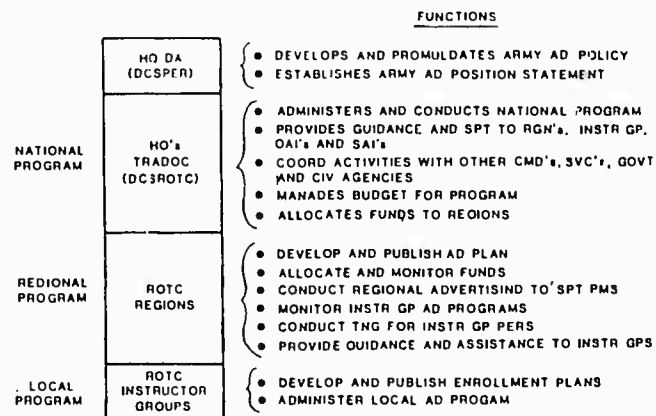 FUNCTIONS
HQ DA
(DCSPER)
• DEVELOPS AND PROMULDATES ARMY AD POLICY
• ESTABLISHES ARMY AD POSITION STATEMENT
NATIONAL
PROGRAM
HO's
TRADOC
(DCSROTC)
• ADMINISTERS AND CONDUCTS NATIONAL PROGRAM
• PROVIDES GUIDANCE AND SPT TO RGN's, INSTR GP,
OAI's AND SAI's
• COORD ACTIVITIES WITH OTHER CMD's, SVC's, GOVT
AND CIV AGENCIES
• MANADES BUDGET FOR PROGRAM
• ALLOCATES FUNDS TO REOIONS
REDIONAL
PROGRAM
ROTC
REGIONS
• DEVELOP AND PUBLISH AD PLAN
• ALLOCATE AND MONITOR FUNDS
• CONDUCT REGIONAL ADVERTISIND TO SPT PMS
• MONITOR INSTR GP AD PROGRAMS
• CONDUCT TNG FOR INSTR GP PERS
• PROVIDE OUIDANCE AND ASSISTANCE TO INSTR GPS
LOCAL
PROGRAM
ROTC
INSTRUCTOR
GROUPS
• DEVELOP AND PUBLISH ENROLLMENT PLANS
• ADMINISTER LOCAL AD PROGAM